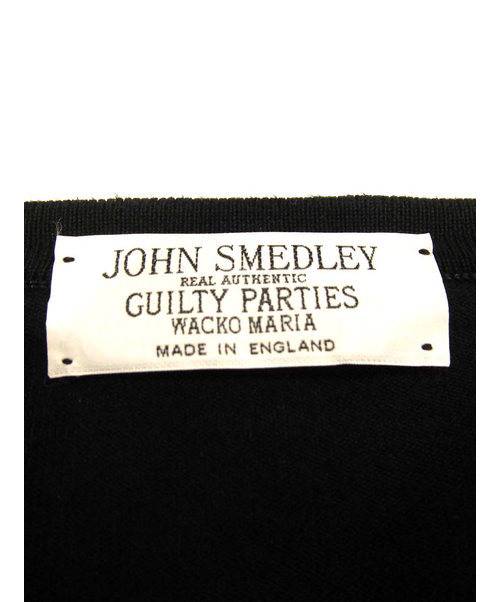 JOHN SMEDLEY
REAL AUTHENTIC
GUILTY PARTIES
WACKO MARIA
MADE IN ENGLAND